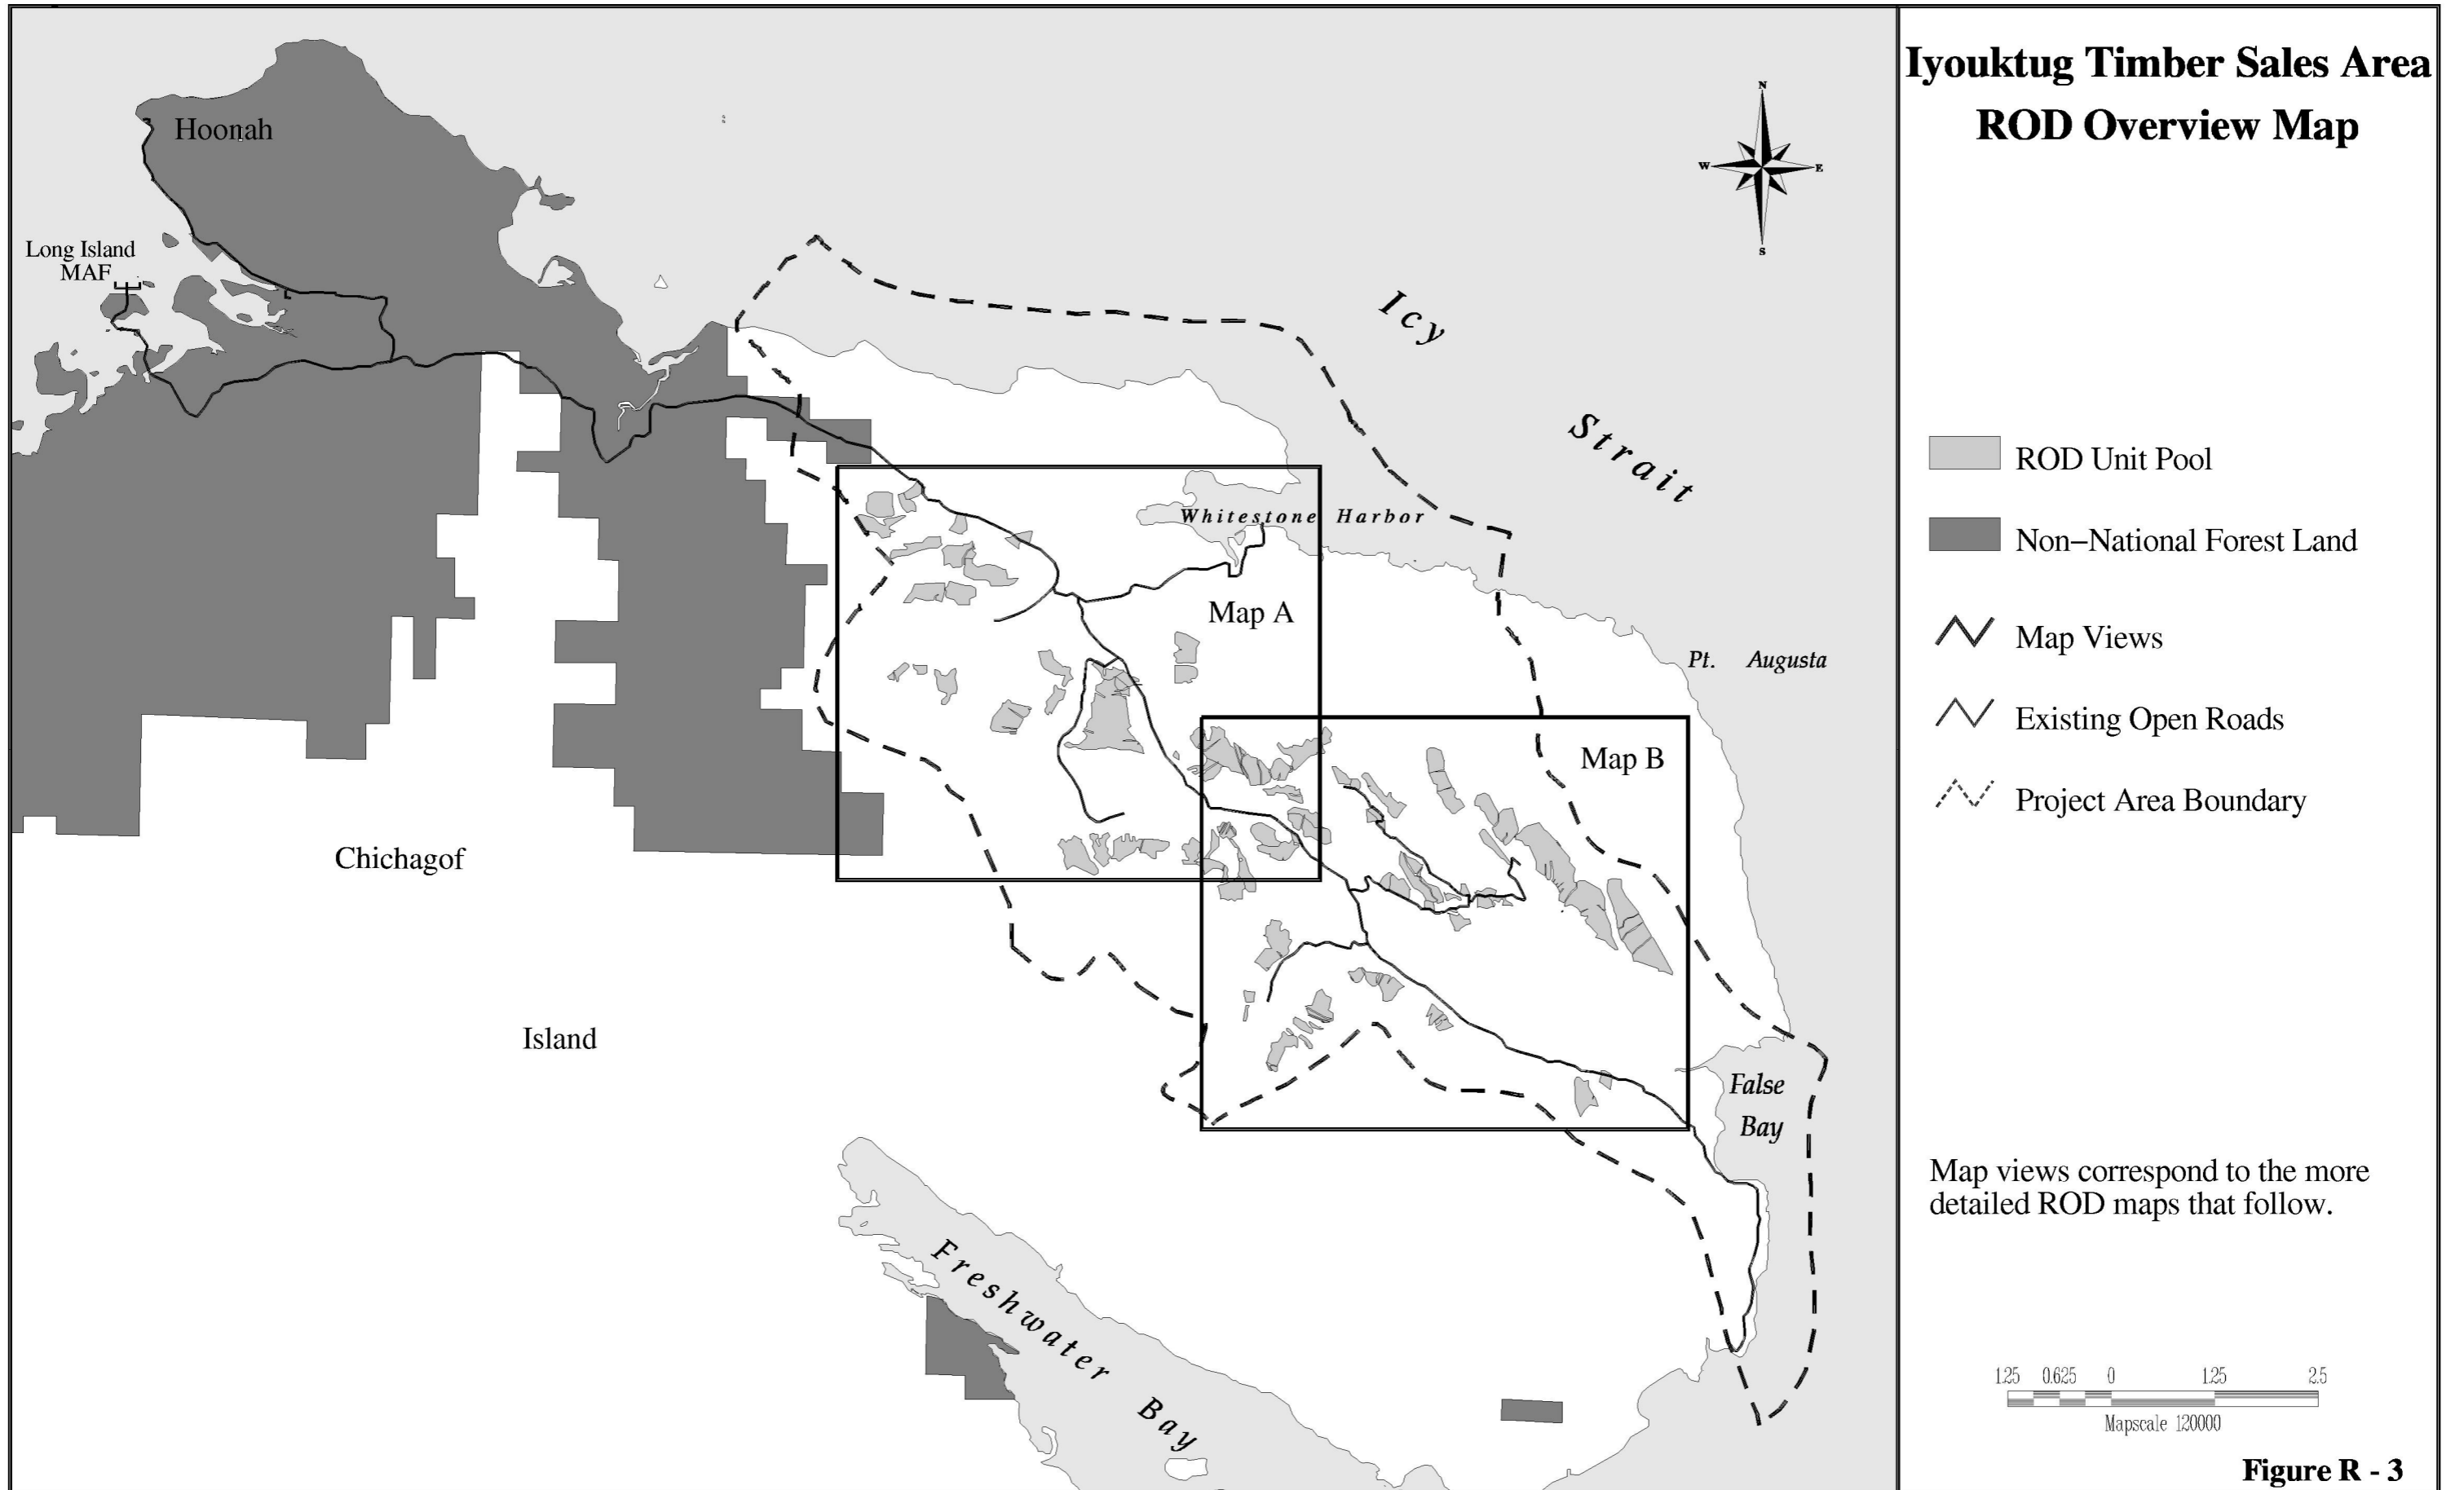 Iyouktug Timber Sales Area
ROD Overview Map
N
W
E
S
Hoonah
Long Island
MAF
Icy
Strait
Whitestone Harbor
Map A
Pt. Augusta
Map B
Chichagof
Island
False
Bay
Freshwater
Bay
ROD Unit Pool
Non-National Forest Land
Map Views
Existing Open Roads
Project Area Boundary
Map views correspond to the more
detailed ROD maps that follow.
1.25 0.625 0 1.25 2.5
Mapscale 120000
Figure R - 3